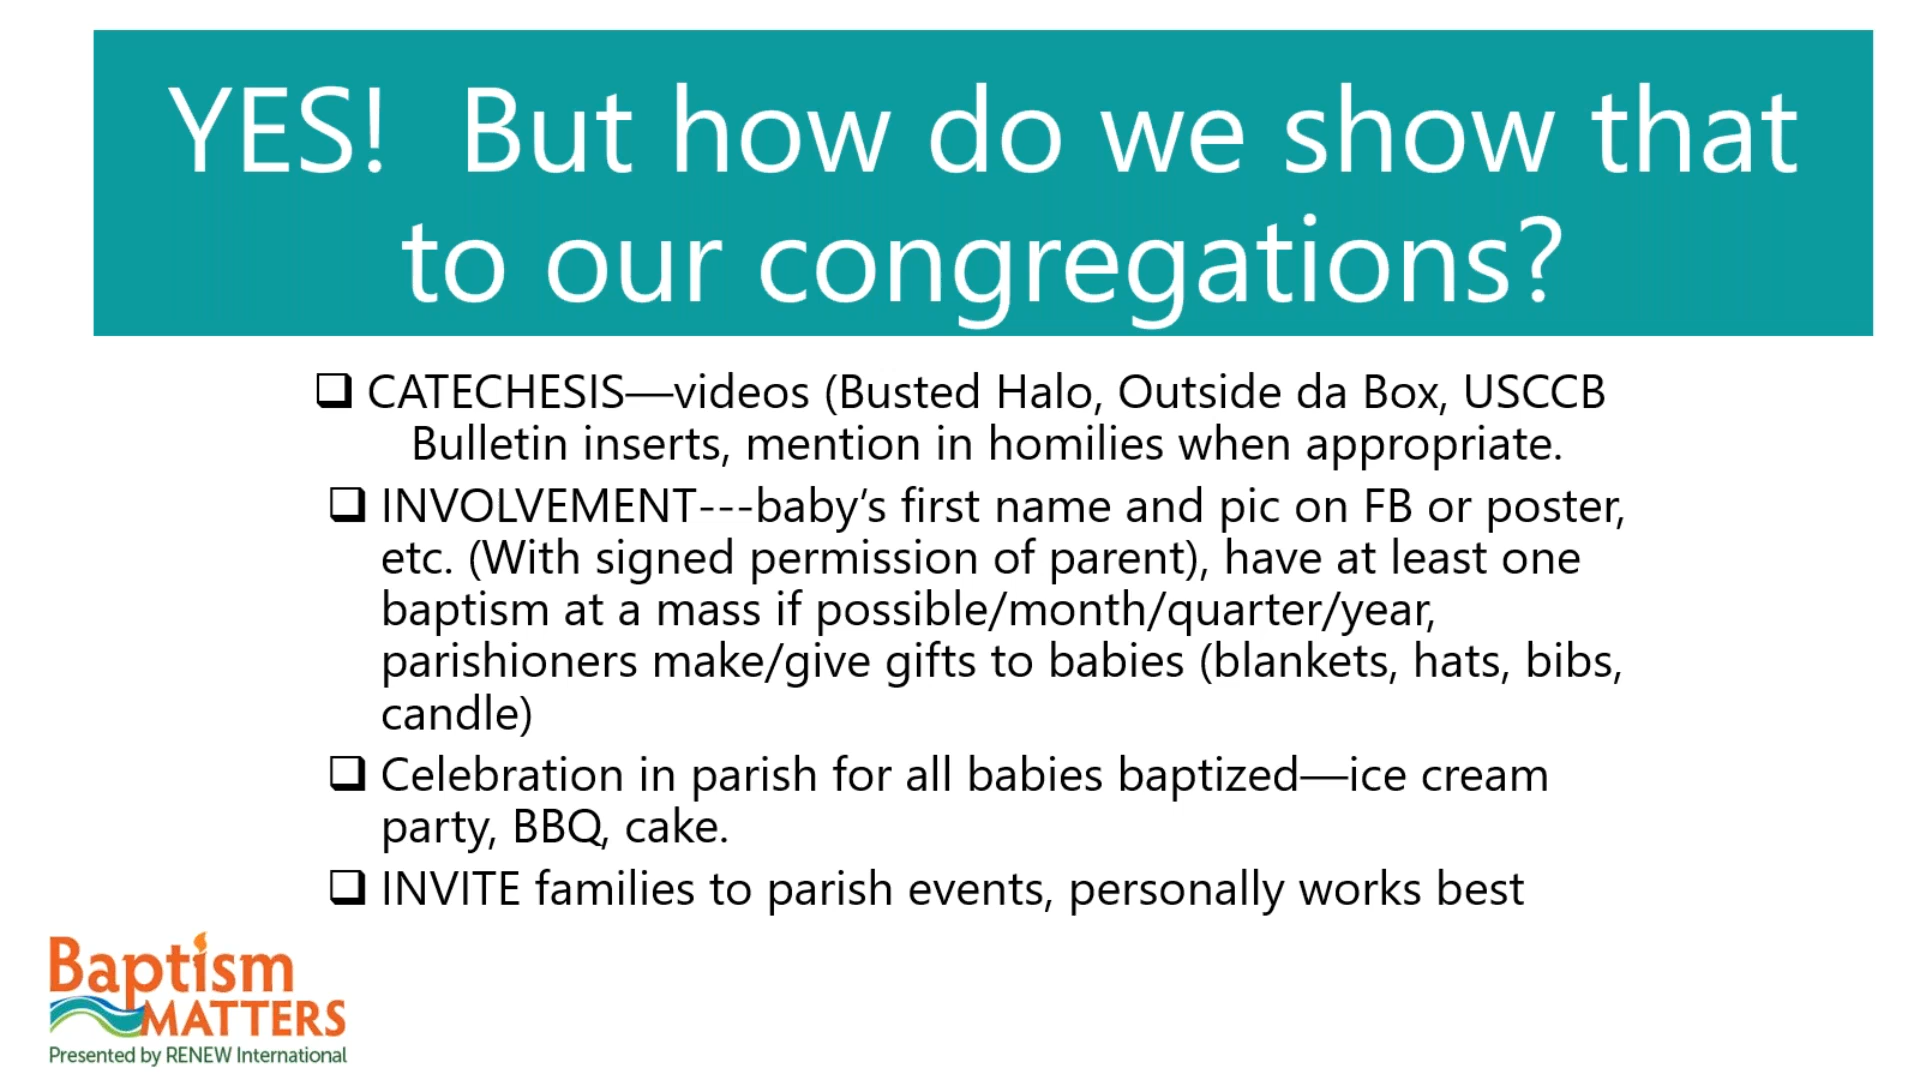 YES!  But how do we show that
to our congregations?
❑ CATECHESIS—videos (Busted Halo, Outside da Box, USCCB
Bulletin inserts, mention in homilies when appropriate.
❑ INVOLVEMENT---baby’s first name and pic on FB or poster,
etc. (With signed permission of parent), have at least one
baptism at a mass if possible/month/quarter/year,
parishioners make/give gifts to babies (blankets, hats, bibs,
candle)
❑ Celebration in parish for all babies baptized—ice cream
party, BBQ, cake.
❑ INVITE families to parish events, personally works best
Baptism
MATTERS
Presented by RENEW International